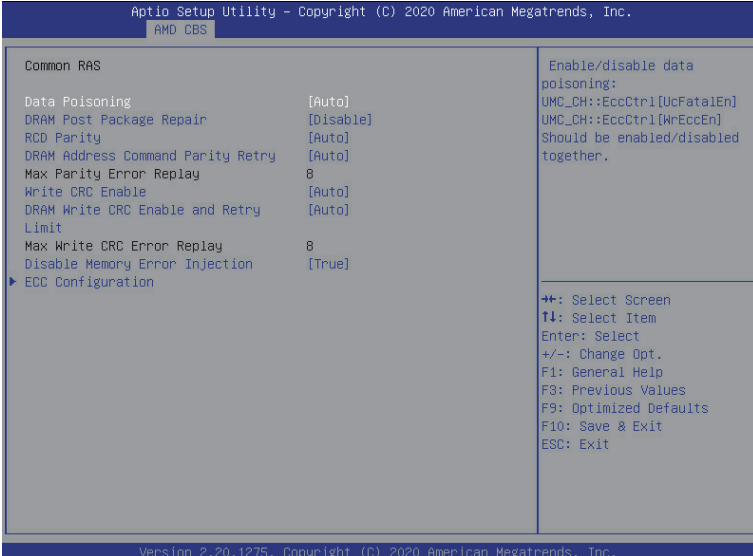 Aptio Setup Utility – Copyright (C) 2020 American Megatrends, Inc.
AMD CBS
Common RAS
Data Poisoning [Auto]
DRAM Post Package Repair [Disable]
RCD Parity [Auto]
DRAM Address Command Parity Retry [Auto]
Max Parity Error Replay 8
Write CRC Enable [Auto]
DRAM Write CRC Enable and Retry [Auto]
Limit
Max Write CRC Error Replay 8
Disable Memory Error Injection [True]
ECC Configuration
Enable/disable data
poisoning:
UMC_CH::EccCtrl[UcFatalEn]
UMC_CH::EccCtrl[WrEccEn]
Should be enabled/disabled
together.
→←: Select Screen
↑↓: Select Item
Enter: Select
+/-: Change Opt.
F1: General Help
F3: Previous Values
F9: Optimized Defaults
F10: Save & Exit
ESC: Exit
Version 2.20.1275. Copyright (C) 2020 American Megatrends, Inc.